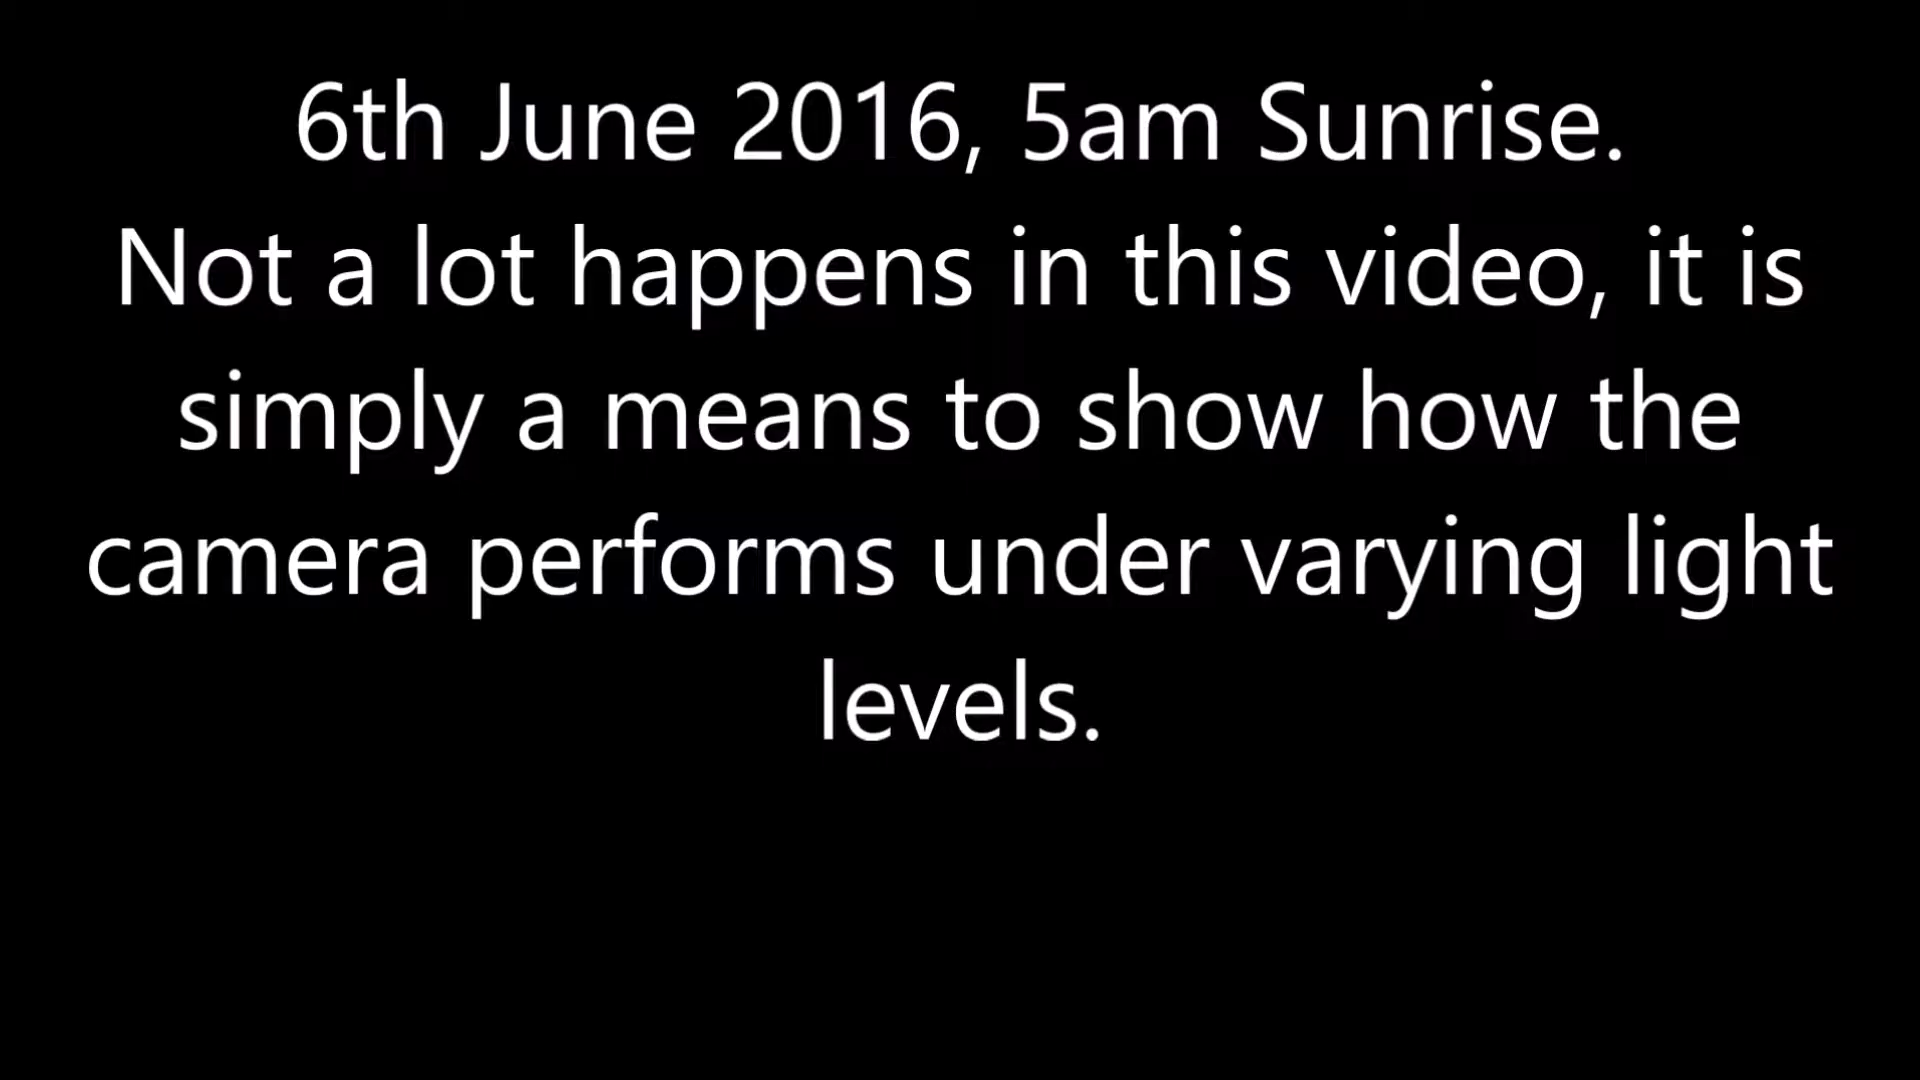 6th June 2016, 5am Sunrise.
Not a lot happens in this video, it is
simply a means to show how the
camera performs under varying light
levels.